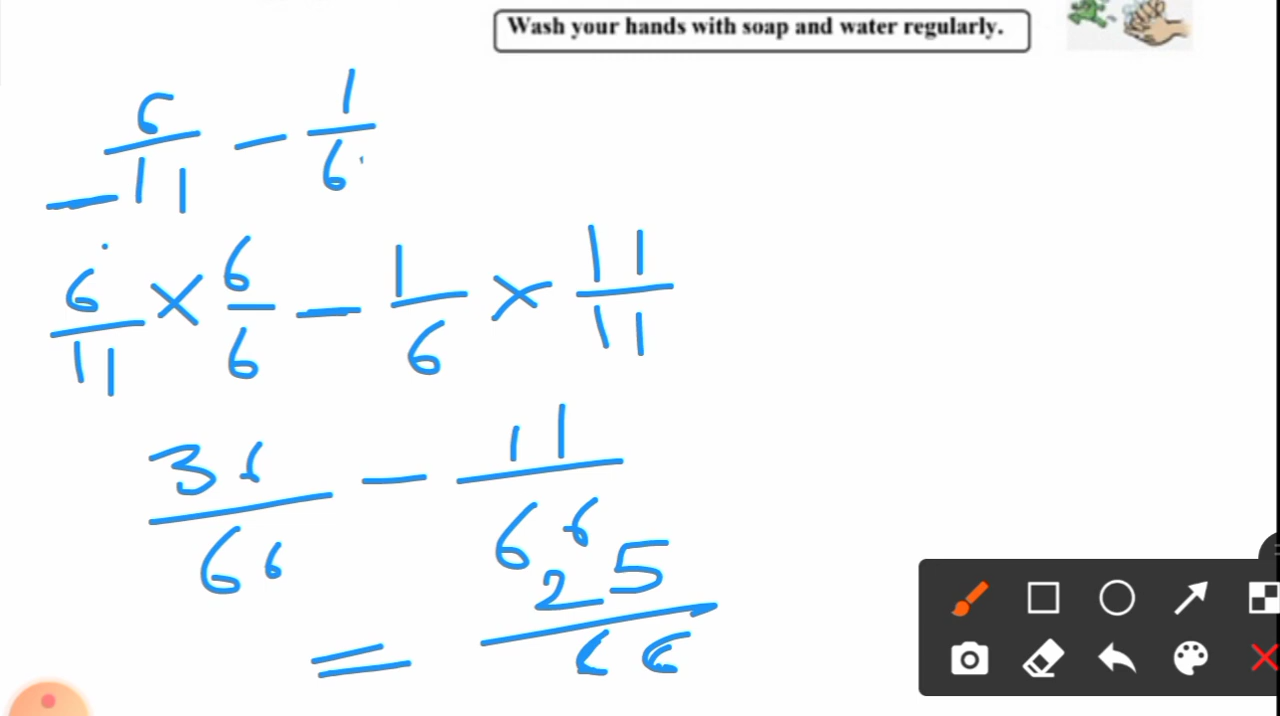 Wash your hands with soap and water regularly.
6/11 - 1/6
6/11 × 6/6 - 1/6 × 11/11
36/66 - 11/66
= 25/66